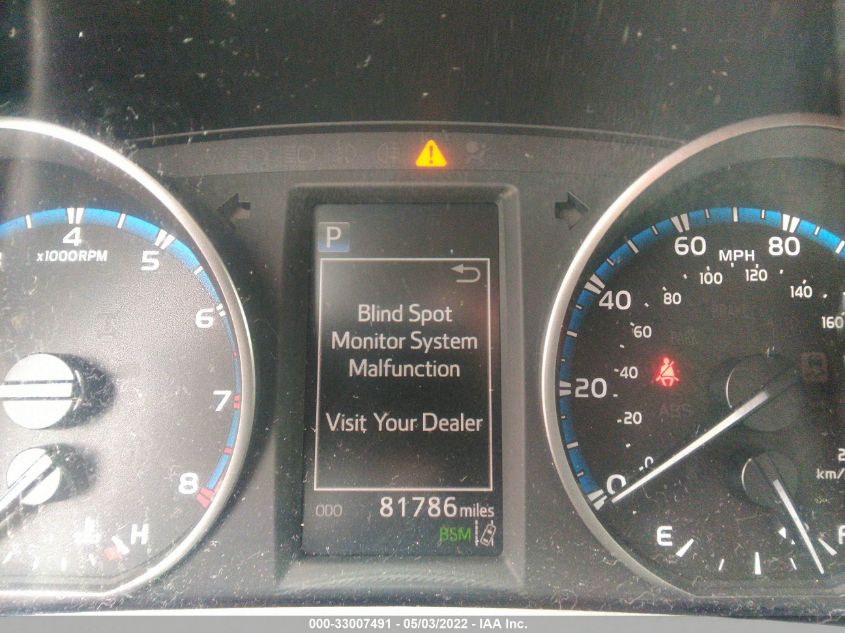 4
x1000RPM
5
6
7
8
H
P
Blind Spot
Monitor System
Malfunction
Visit Your Dealer
ODO 81786 miles
BSM
60
MPH
80
100
120
140
160
40
80
60
40
20
20
0
0
ABS
km/
E
F
000-33007491 - 05/03/2022 - IAA Inc.